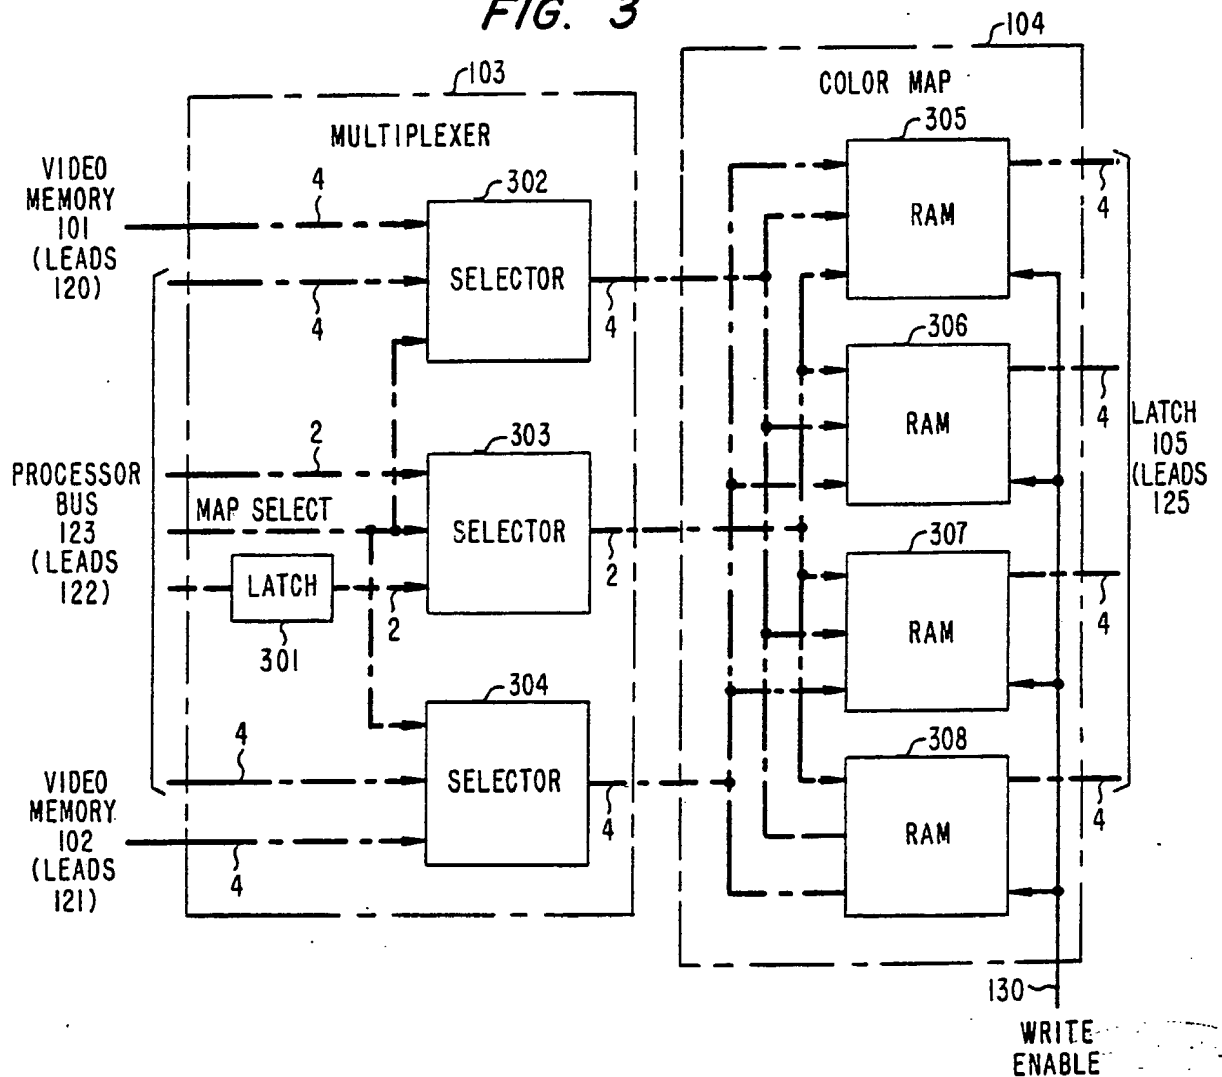 FIG. 3
104
103
COLOR MAP
305
MULTIPLEXER
VIDEO
MEMORY
101
(LEADS
120)
4
302
RAM
4
SELECTOR
4
4
306
RAM
4
LATCH
105
(LEADS
125
2
303
PROCESSOR
BUS
123
(LEADS
122)
MAP SELECT
SELECTOR
2
307
LATCH
2
301
RAM
4
304
308
4
VIDEO
MEMORY
102
(LEADS
121)
SELECTOR
4
RAM
4
4
130
WRITE
ENABLE